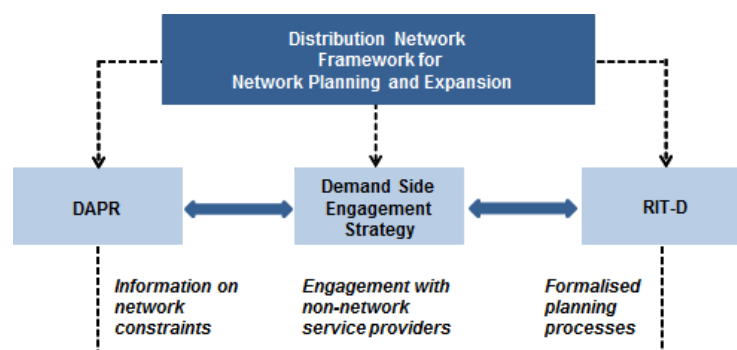 Distribution Network
Framework for
Network Planning and Expansion
DAPR
Demand Side
Engagement
Strategy
RIT-D
Information on
network
constraints
Engagement with
non-network
service providers
Formalised
planning
processes